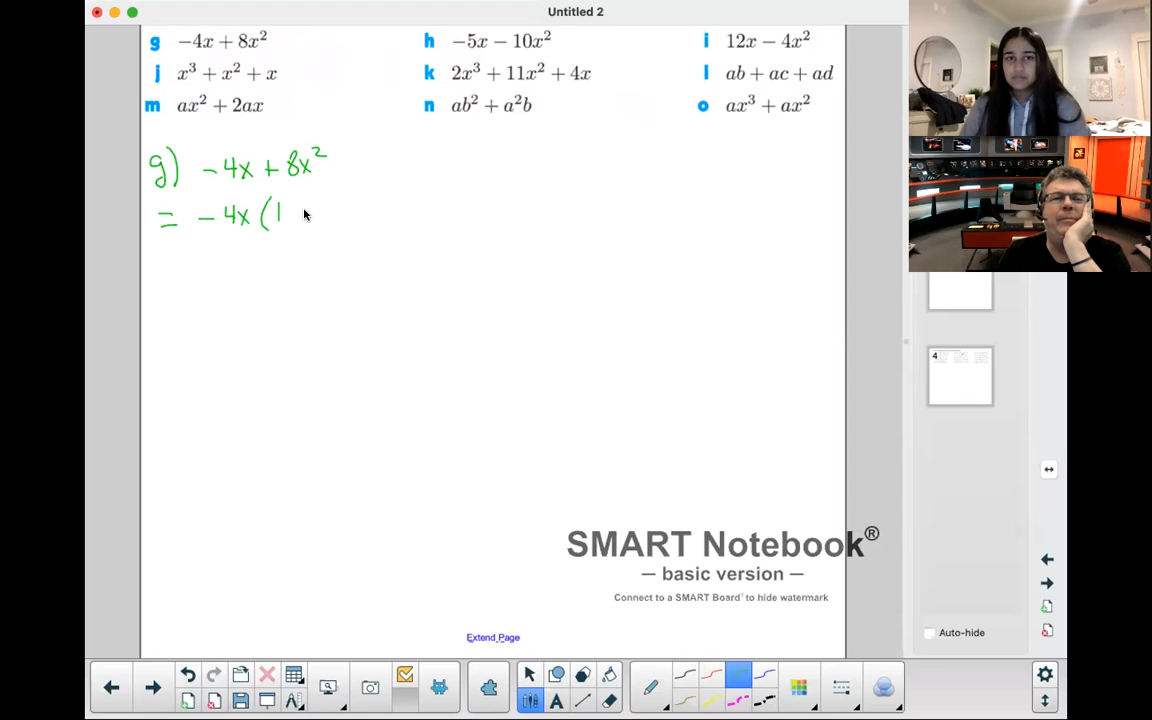 Untitled 2
g −4x + 8x² h −5x − 10x² i 12x − 4x²
j x³ + x² + x k 2x³ + 11x² + 4x l ab + ac + ad
m ax² + 2ax n ab² + a²b o ax³ + ax²
g) −4x + 8x²
= −4x (1
4
SMART Notebook®
— basic version —
Connect to a SMART Board® to hide watermark
Extend Page
Auto-hide